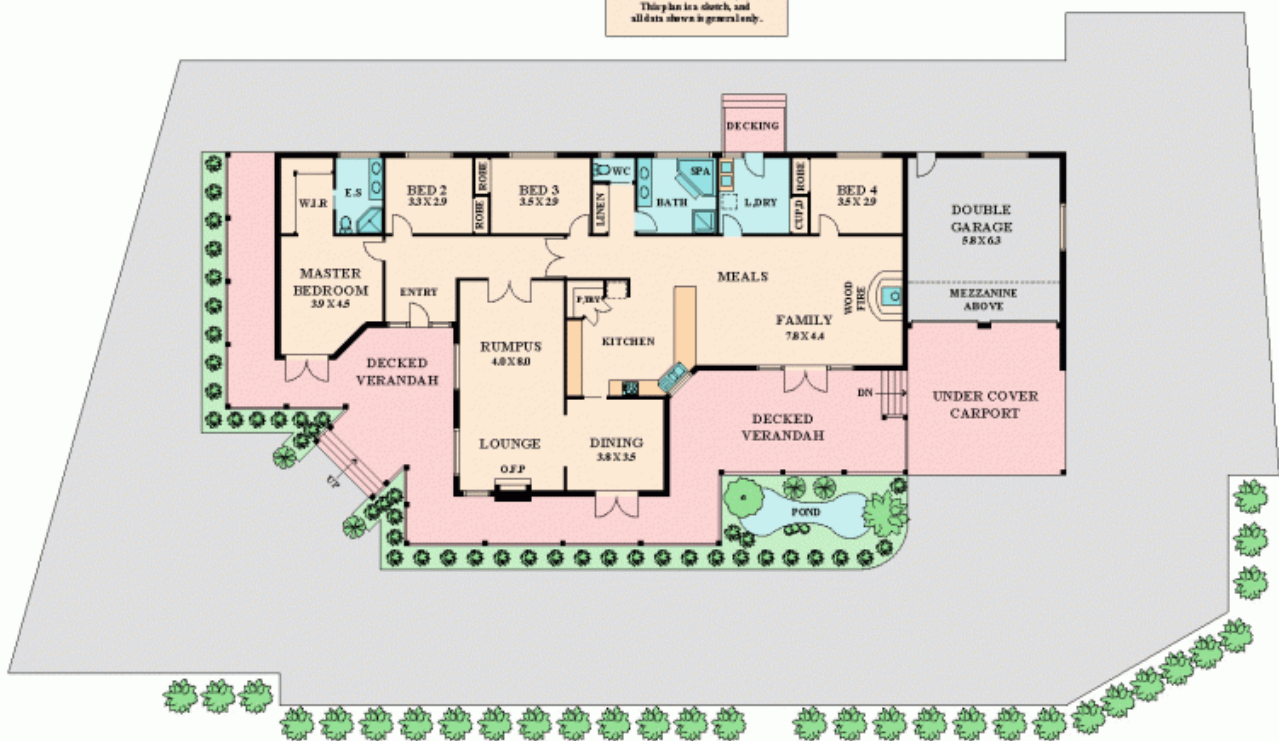 This plan is a sketch, and
all data shown is general only.
DECKING
W.I.R
E.S
BED 2
3.3 X 2.9
ROBE
ROBE
BED 3
3.5 X 2.9
WC
LINEN
BATH
SPA
L,DRY
ROBE
CUP,D
BED 4
3.5 X 2.9
DOUBLE
GARAGE
5.8 X 6.3
MEZZANINE
ABOVE
MASTER
BEDROOM
3.9 X 4.5
ENTRY
MEALS
WOOD
FIRE
P,TRY
KITCHEN
FAMILY
7.8 X 4.4
RUMPUS
4.0 X 8.0
DECKED
VERANDAH
DN
UNDER COVER
CARPORT
DECKED
VERANDAH
LOUNGE
O.F.P
DINING
3.8 X 3.5
UP
POND